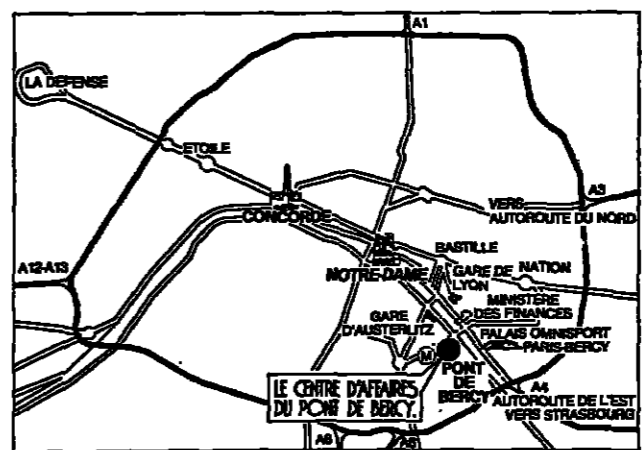 A1
LA DEFENSE
ETOILE
A3
VERS
AUTOROUTE DU NORD
CONCORDE
BASTILLE
A12-A13
NOTRE-DAME
GARE DE
LYON
NATION
MINISTERE
DES FINANCES
GARE
D'AUSTERLITZ
PALAIS OMNISPORT
PARIS-BERCY
M
PONT
DE
BERCY
LE CENTRE D'AFFAIRES
DU PONT DE BERCY.
A4
AUTOROUTE DE L'EST
VERS STRASBOURG
A6